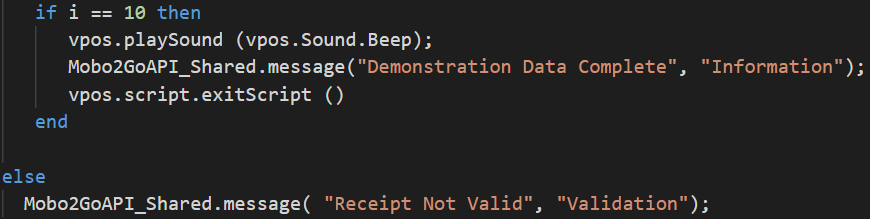 if i == 10 then
vpos.playSound (vpos.Sound.Beep);
Mobo2GoAPI_Shared.message("Demonstration Data Complete", "Information");
vpos.script.exitScript ()
end
else
Mobo2GoAPI_Shared.message( "Receipt Not Valid", "Validation");